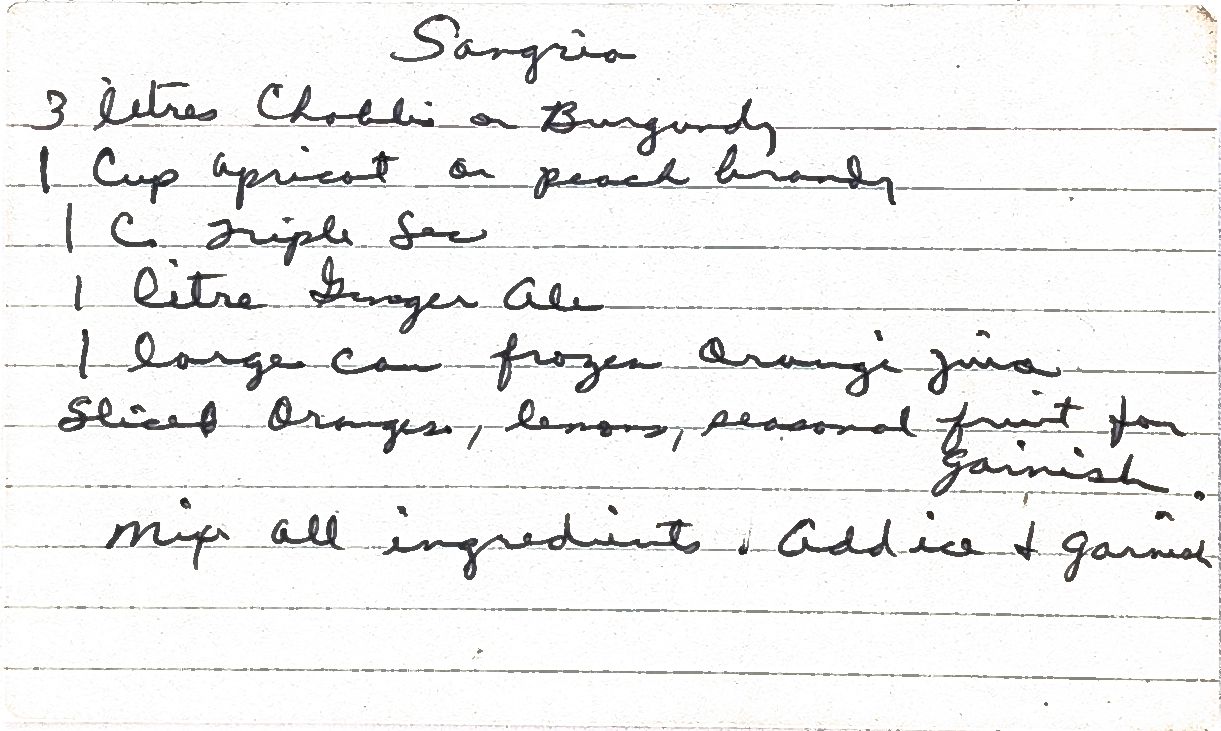 Sangria
3 litres Chablis or Burgundy
1 Cup apricot or peach brandy
1 C. Triple Sec
1 litre Ginger Ale
1 large can frozen Orange juice
Sliced Oranges, lemons, seasonal fruit for
garnish.
Mix all ingredients. Add ice & garnish